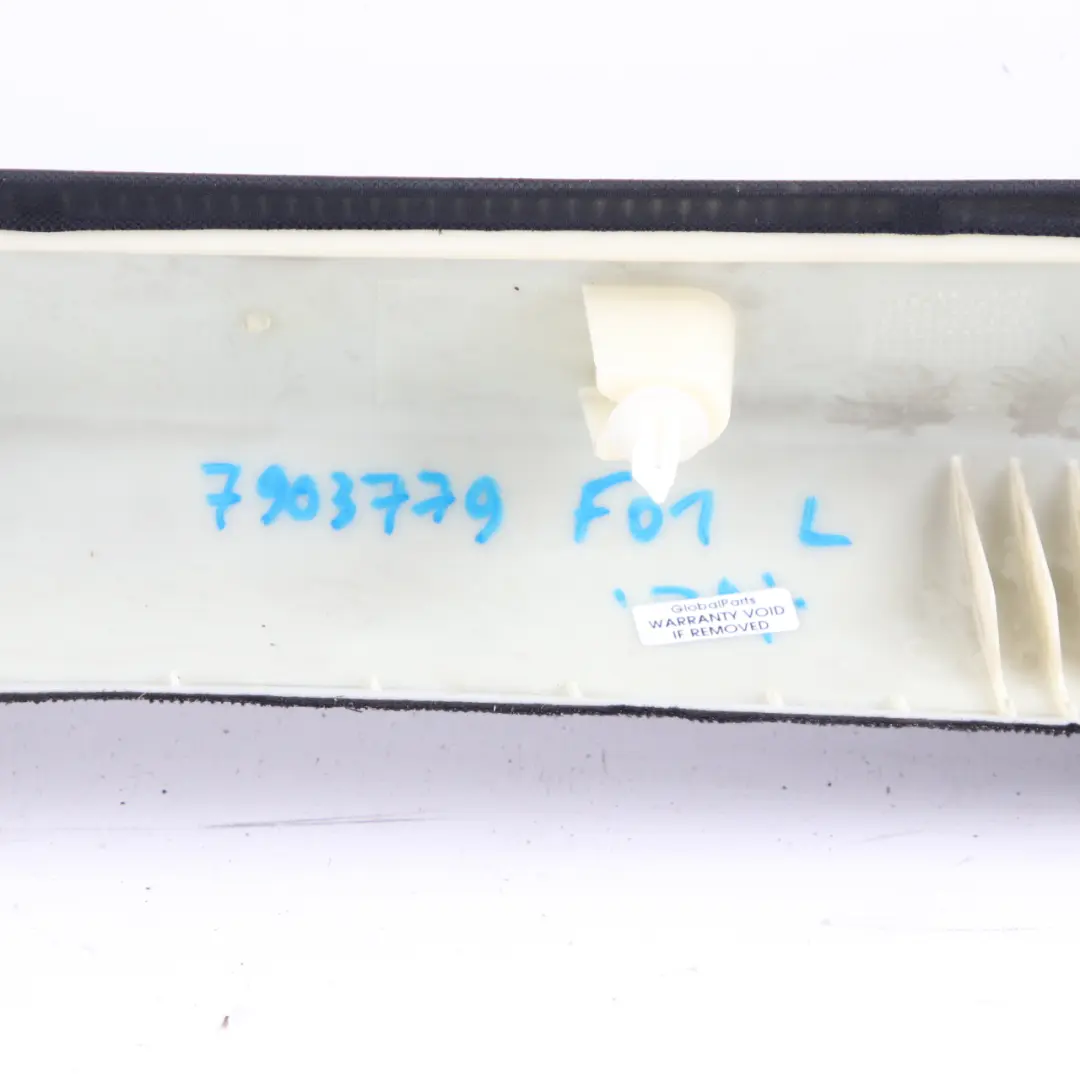 7903779 F01 L
GlobalParts
WARRANTY VOID
IF REMOVED